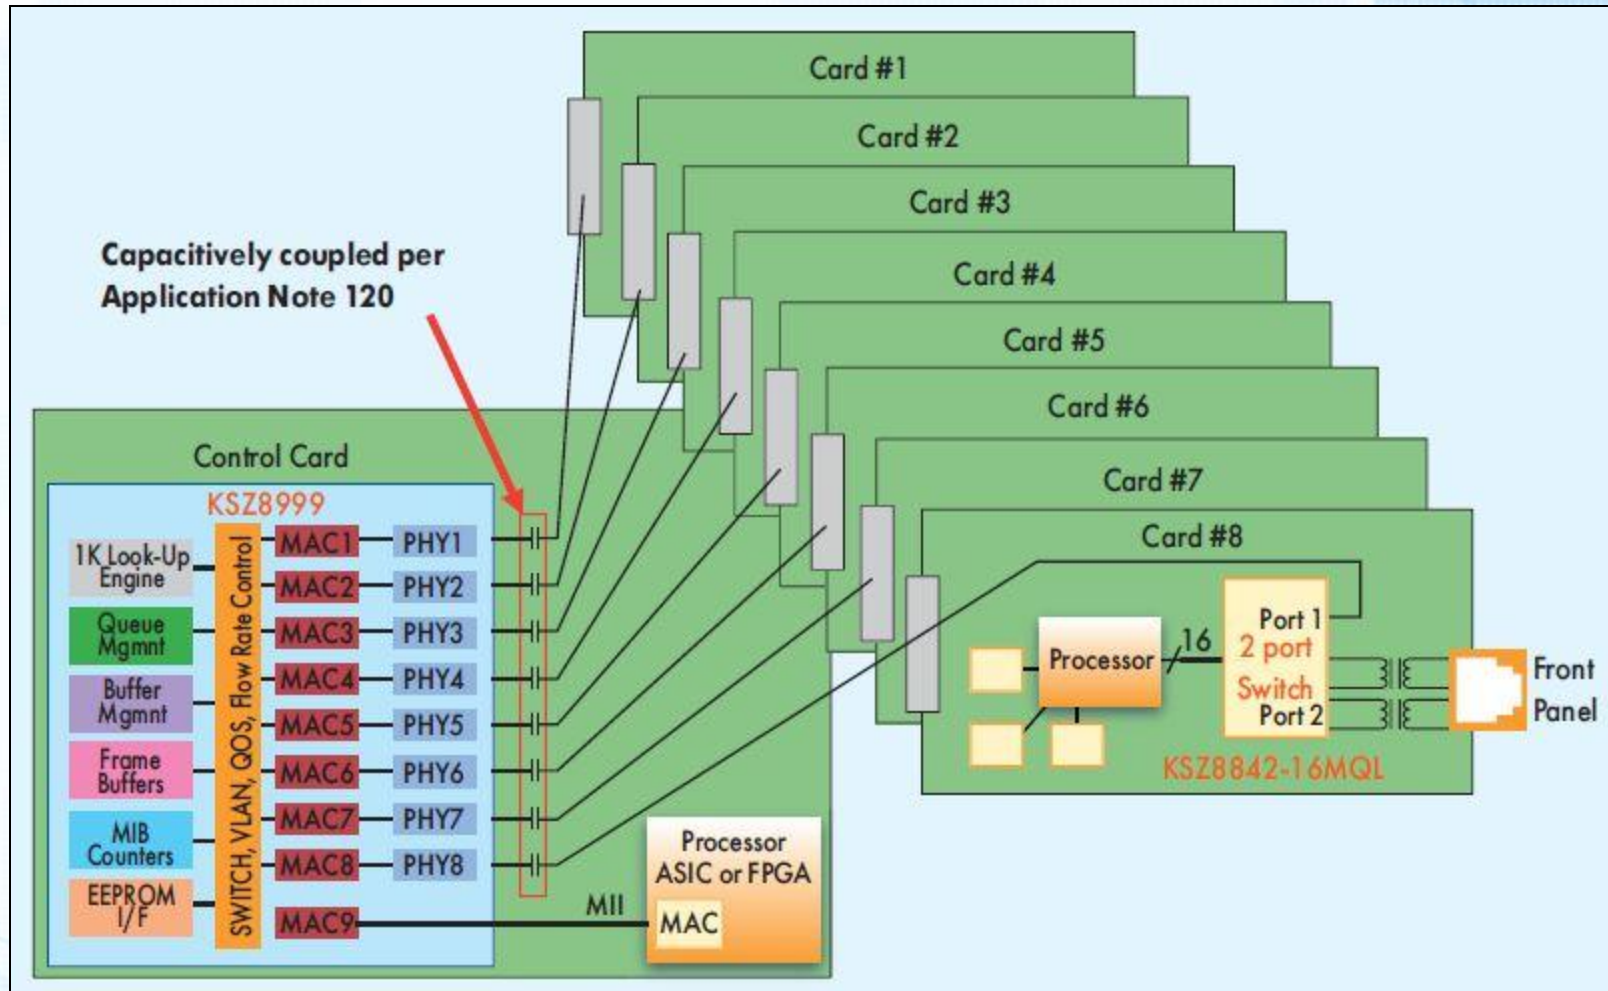 Card #1
Card #2
Card #3
Card #4
Card #5
Card #6
Card #7
Card #8
Capacitively coupled per
Application Note 120
Control Card
KSZ8999
1K Look-Up
Engine
Queue
Mgmnt
Buffer
Mgmnt
Frame
Buffers
MIB
Counters
EEPROM
I/F
SWITCH, VLAN, QOS, Flow Rate Control
MAC1
PHY1
MAC2
PHY2
MAC3
PHY3
MAC4
PHY4
MAC5
PHY5
MAC6
PHY6
MAC7
PHY7
MAC8
PHY8
MAC9
MII
Processor
ASIC or FPGA
MAC
Processor
16
Port 1
2 port
Switch
Port 2
KSZ8842-16MQL
Front
Panel